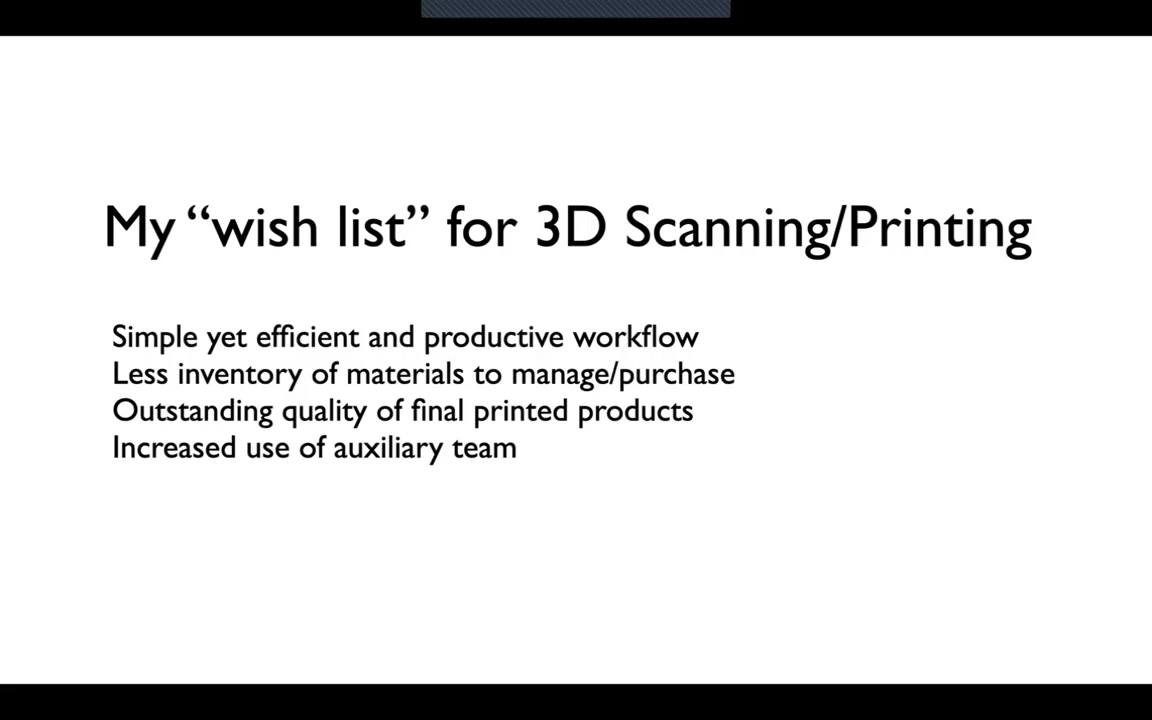 My “wish list” for 3D Scanning/Printing
Simple yet efficient and productive workflow
Less inventory of materials to manage/purchase
Outstanding quality of final printed products
Increased use of auxiliary team